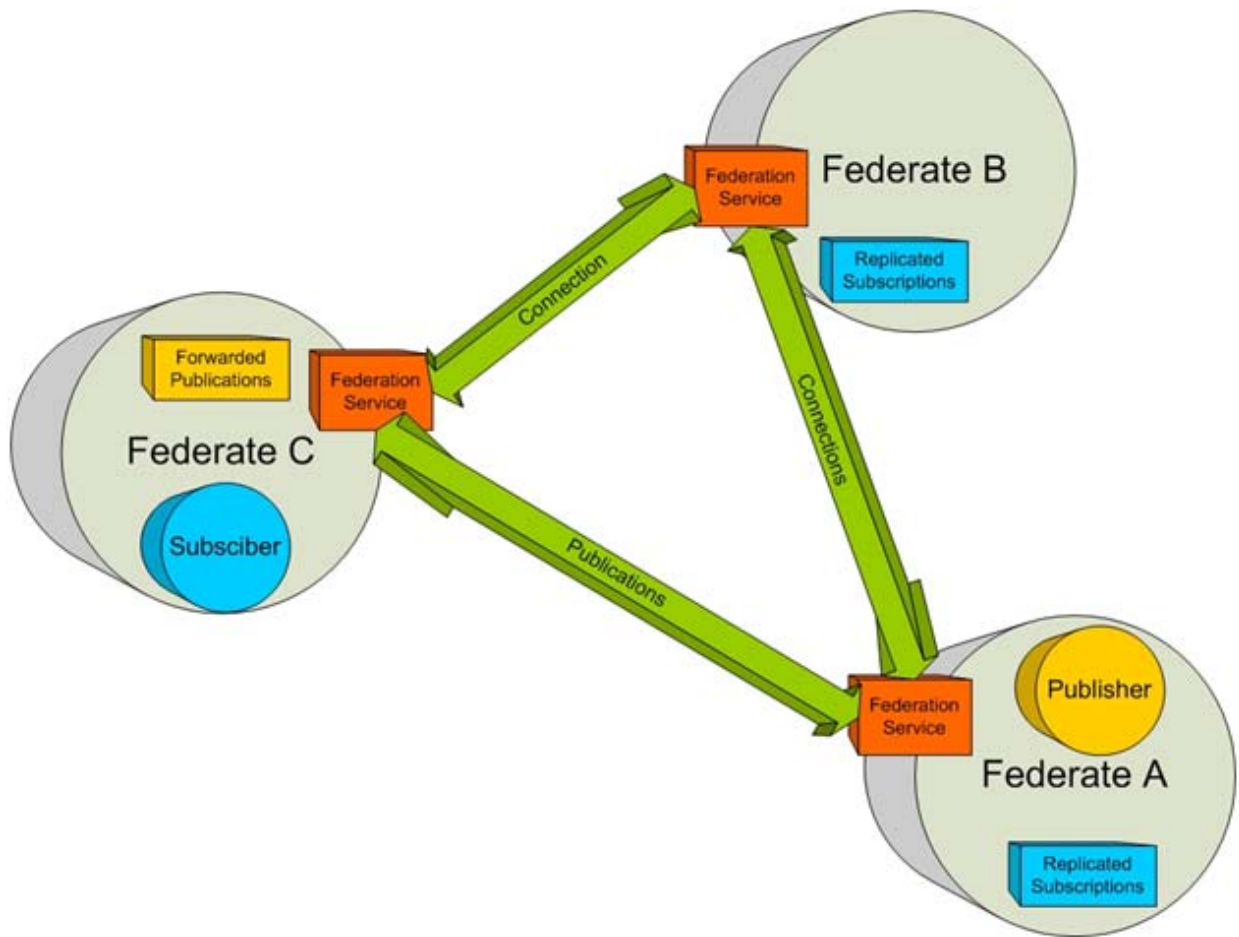 Federation
Service
Federate B
Replicated
Subscriptions
Connection
Forwarded
Publications
Federation
Service
Federate C
Subsciber
Connections
Publications
Federation
Service
Publisher
Federate A
Replicated
Subscriptions